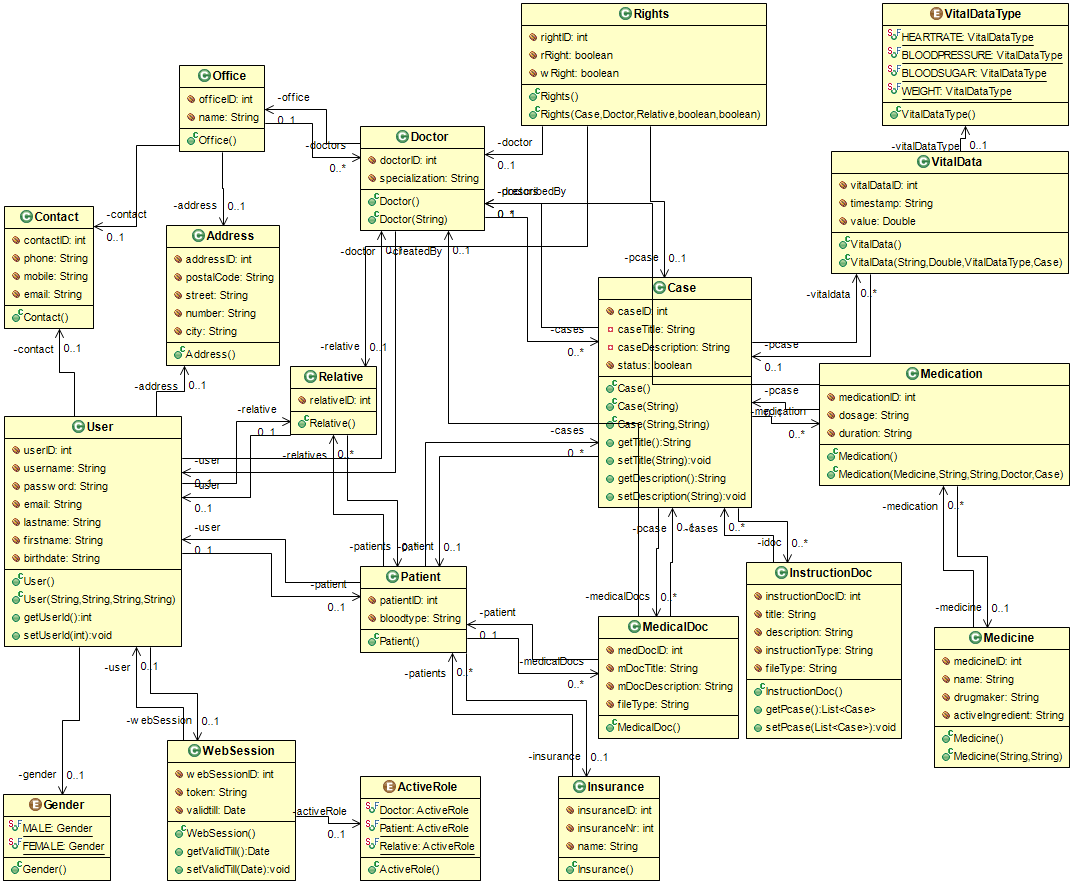 Rights
rightID: int
rRight: boolean
wRight: boolean
Rights()
Rights(Case,Doctor,Relative,boolean,boolean)
VitalDataType
HEARTRATE: VitalDataType
BLOODPRESSURE: VitalDataType
BLOODSUGAR: VitalDataType
WEIGHT: VitalDataType
VitalDataType()
Office
officeID: int
name: String
Office()
-office
0..1
-doctors
0..*
Doctor
doctorID: int
specialization: String
Doctor()
Doctor(String)
-doctor
0..1
-vitalDataType
0..1
VitalData
vitalDataID: int
timestamp: String
value: Double
VitalData()
VitalData(String,Double,VitalDataType,Case)
-prescribedBy
0..1
Contact
contactID: int
phone: String
mobile: String
email: String
Contact()
-contact
0..1
-address
0..1
Address
addressID: int
postalCode: String
street: String
number: String
city: String
Address()
-doctor
0..1
-createdBy
0..1
-pcase
0..1
Case
caseID: int
caseTitle: String
caseDescription: String
status: boolean
Case()
Case(String)
Case(String,String)
getTitle():String
setTitle(String):void
getDescription():String
setDescription(String):void
-vitaldata
0..*
-cases
0..*
-pcase
0..1
-contact
0..1
-address
0..1
-relative
0..1
Relative
relativeID: int
Relative()
-pcase
-medication
0..*
Medication
medicationID: int
dosage: String
duration: String
Medication()
Medication(Medicine,String,String,Doctor,Case)
User
userID: int
username: String
password: String
email: String
lastname: String
firstname: String
birthdate: String
User()
User(String,String,String,String)
getUserId():int
setUserId(int):void
-relative
0..1
-relatives
0..*
-cases
0..*
-user
0..1
-user
0..1
-user
0..1
-patients
0..*
-patient
0..1
-pcase
0..1
-cases
0..*
-idoc
0..*
-medication
0..*
-patient
0..1
Patient
patientID: int
bloodtype: String
Patient()
InstructionDoc
instructionDocID: int
title: String
description: String
instructionType: String
fileType: String
InstructionDoc()
getPcase():List<Case>
setPcase(List<Case>):void
-medicalDocs
0..*
-patient
0..1
-medicalDocs
0..*
MedicalDoc
medDocID: int
mDocTitle: String
mDocDescription: String
fileType: String
MedicalDoc()
-medicine
0..1
Medicine
medicineID: int
name: String
drugmaker: String
activeIngredient: String
Medicine()
Medicine(String,String)
-user
0..1
-webSession
0..1
-patients
0..*
WebSession
webSessionID: int
token: String
validtill: Date
WebSession()
getValidTill():Date
setValidTill(Date):void
-gender
0..1
Gender
MALE: Gender
FEMALE: Gender
Gender()
-activeRole
0..1
ActiveRole
Doctor: ActiveRole
Patient: ActiveRole
Relative: ActiveRole
ActiveRole()
-insurance
0..1
Insurance
insuranceID: int
insuranceNr: int
name: String
Insurance()